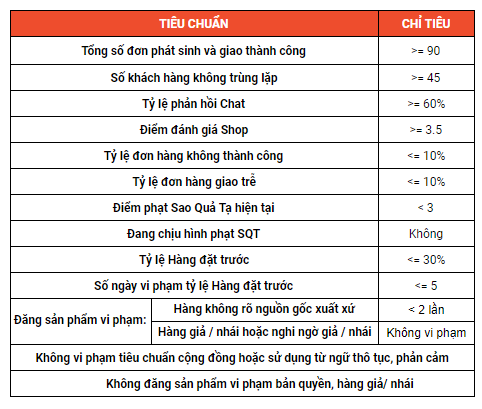 TIÊU CHUẨN CHỈ TIÊU
Tổng số đơn phát sinh và giao thành công >= 90
Số khách hàng không trùng lặp >= 45
Tỷ lệ phản hồi Chat >= 60%
Điểm đánh giá Shop >= 3.5
Tỷ lệ đơn hàng không thành công <= 10%
Tỷ lệ đơn hàng giao trễ <= 10%
Điểm phạt Sao Quả Tạ hiện tại < 3
Đang chịu hình phạt SQT Không
Tỷ lệ Hàng đặt trước <= 30%
Số ngày vi phạm tỷ lệ Hàng đặt trước <= 5
Đăng sản phẩm vi phạm:
Hàng không rõ nguồn gốc xuất xứ < 2 lần
Hàng giả / nhái hoặc nghi ngờ giả / nhái Không vi phạm
Không vi phạm tiêu chuẩn cộng đồng hoặc sử dụng từ ngữ thô tục, phản cảm
Không đăng sản phẩm vi phạm bản quyền, hàng giả/ nhái